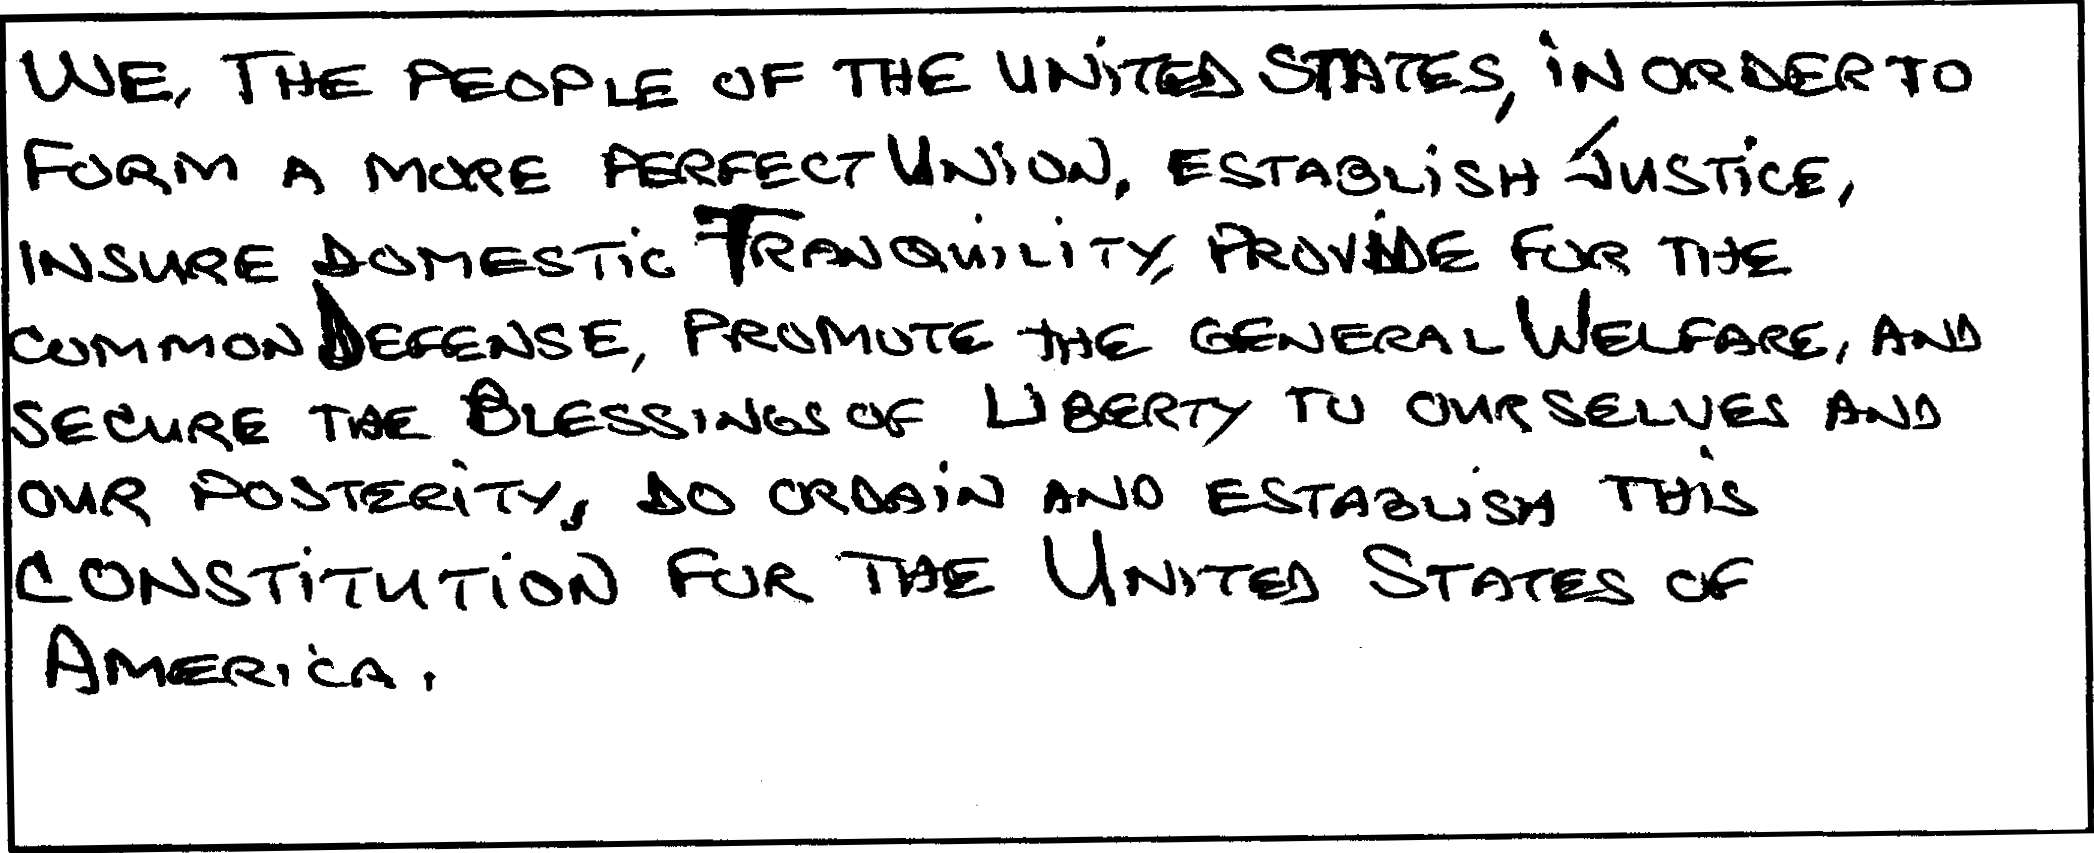 WE, THE PEOPLE OF THE UNITED STATES, IN ORDER TO
FORM A MORE PERFECT UNION, ESTABLISH JUSTICE,
INSURE DOMESTIC TRANQUILITY, PROVIDE FOR THE
COMMON DEFENSE, PROMOTE THE GENERAL WELFARE, AND
SECURE THE BLESSINGS OF LIBERTY TO OURSELVES AND
OUR POSTERITY, DO ORDAIN AND ESTABLISH THIS
CONSTITUTION FOR THE UNITED STATES OF
AMERICA.